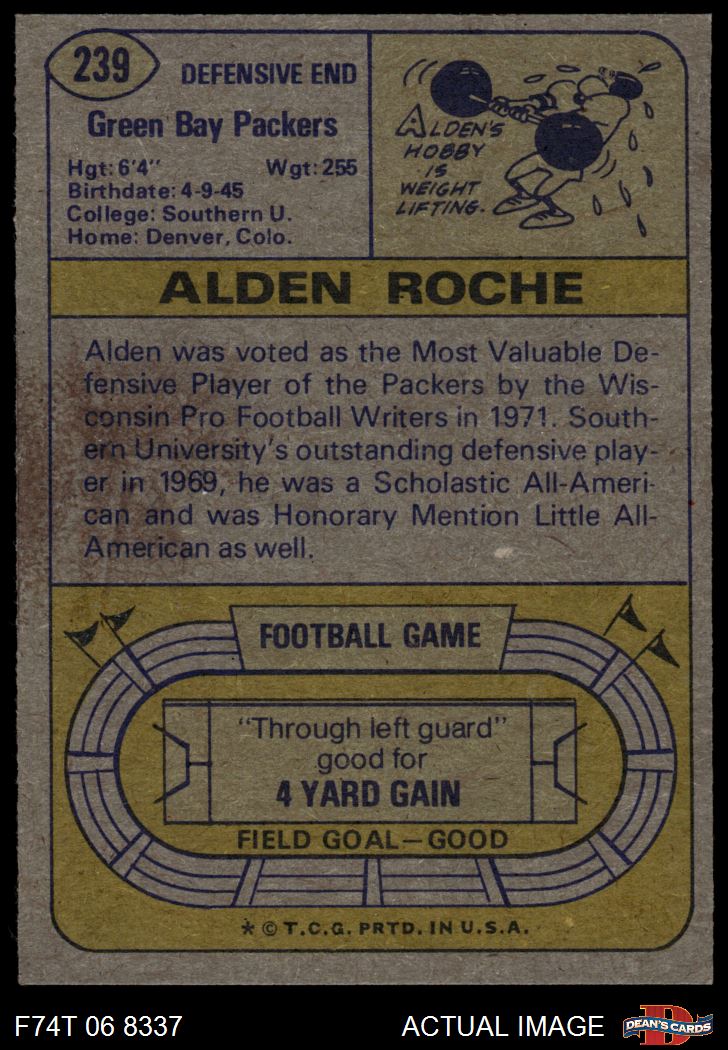 239
DEFENSIVE END
Green Bay Packers
Hgt: 6'4" Wgt: 255
Birthdate: 4-9-45
College: Southern U.
Home: Denver, Colo.
ALDEN'S
HOBBY
IS
WEIGHT
LIFTING.
ALDEN ROCHE
Alden was voted as the Most Valuable De-
fensive Player of the Packers by the Wis-
consin Pro Football Writers in 1971. South-
ern University's outstanding defensive play-
er in 1969, he was a Scholastic All-Ameri-
can and was Honorary Mention Little All-
American as well.
FOOTBALL GAME
"Through left guard"
good for
4 YARD GAIN
FIELD GOAL—GOOD
* © T.C.G. PRTD. IN U.S.A.
F74T 06 8337 ACTUAL IMAGE
D
DEAN'S CARDS